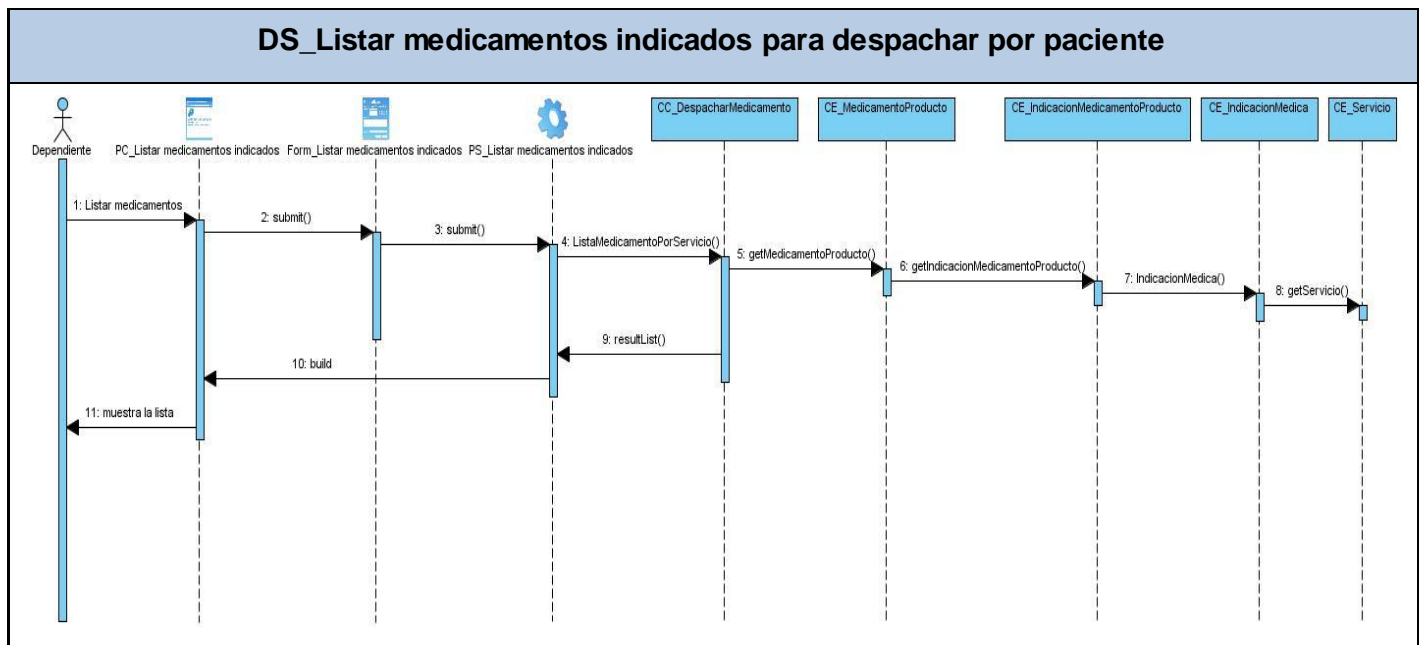 DS_Listar medicamentos indicados para despachar por paciente
CC_DespacharMedicamento
CE_MedicamentoProducto
CE_IndicacionMedicamentoProducto
CE_IndicacionMedica
CE_Servicio
Dependiente
PC_Listar medicamentos indicados
Form_Listar medicamentos indicados
PS_Listar medicamentos indicados
1: Listar medicamentos
2: submit()
3: submit()
4: ListaMedicamentoPorServicio()
5: getMedicamentoProducto()
6: getIndicacionMedicamentoProducto()
7: IndicacionMedica()
8: getServicio()
9: resultList()
10: build
11: muestra la lista